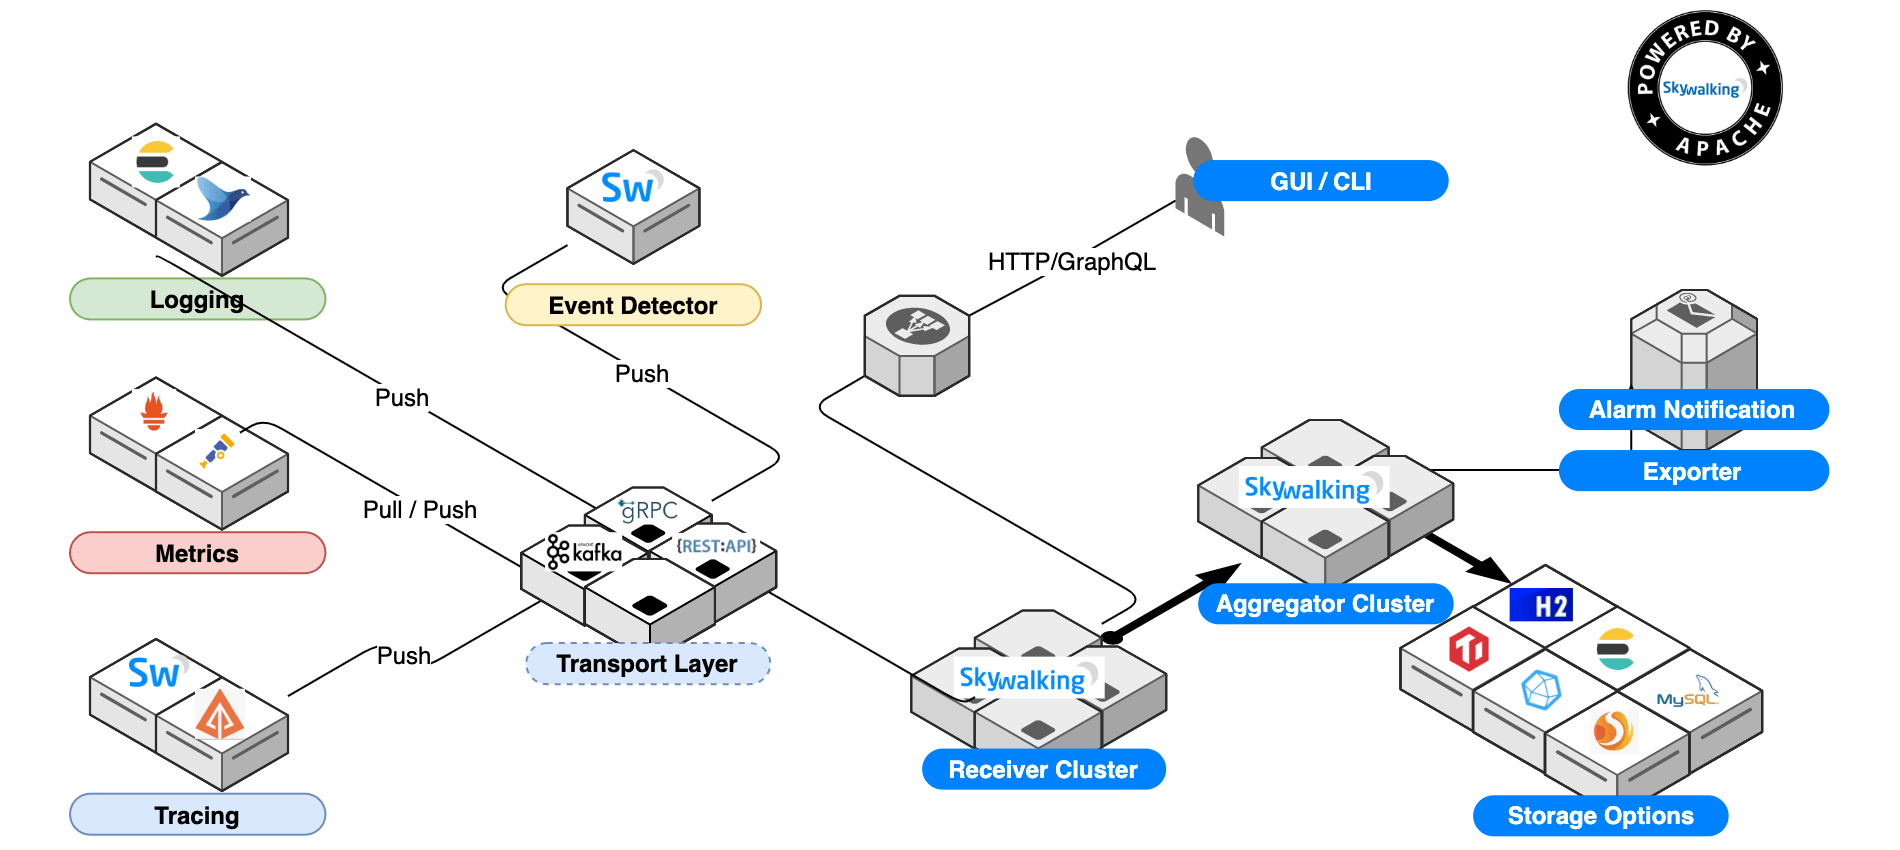 POWERED BY
Skywalking
APACHE
Sw
GUI / CLI
HTTP/GraphQL
Logging
Event Detector
Push
Push
Alarm Notification
Exporter
Skywalking
Pull / Push
gRPC
APACHE
kafka
{REST:API}
Metrics
H2
Aggregator Cluster
Push
Transport Layer
Sw
Skywalking
MySQL
Receiver Cluster
Tracing
Storage Options